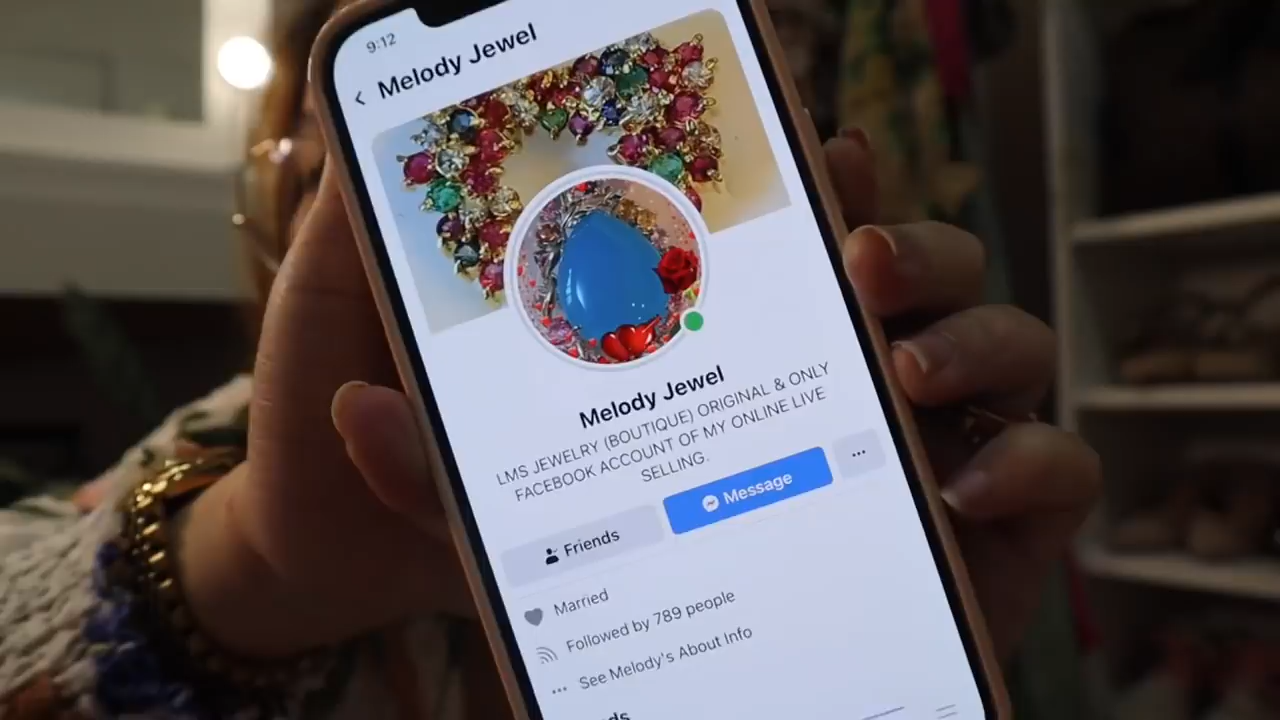 9:12
Melody Jewel
Melody Jewel
LMS JEWELRY (BOUTIQUE) ORIGINAL & ONLY
FACEBOOK ACCOUNT OF MY ONLINE LIVE
SELLING.
Friends
Message
Married
Followed by 789 people
See Melody's About Info